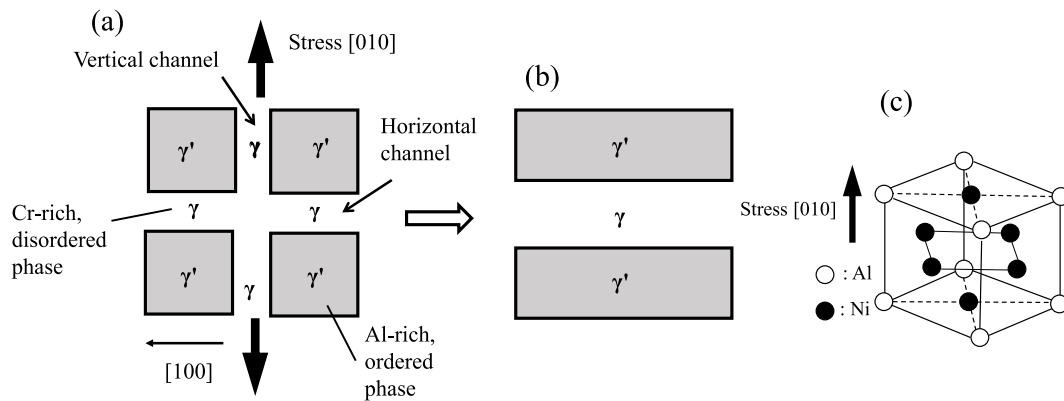 (a)
Stress [010]
Vertical channel
γ'
γ
γ'
Horizontal
channel
Cr-rich,
disordered
phase
γ
γ
γ'
γ
γ'
[100]
Al-rich,
ordered
phase
(b)
γ'
γ
γ'
(c)
Stress [010]
: Al
: Ni